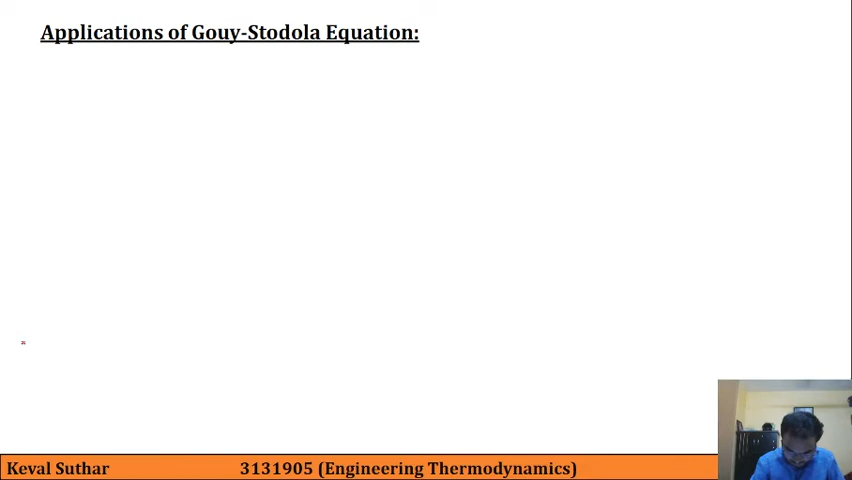 Applications of Gouy-Stodola Equation:
Keval Suthar
3131905 (Engineering Thermodynamics)